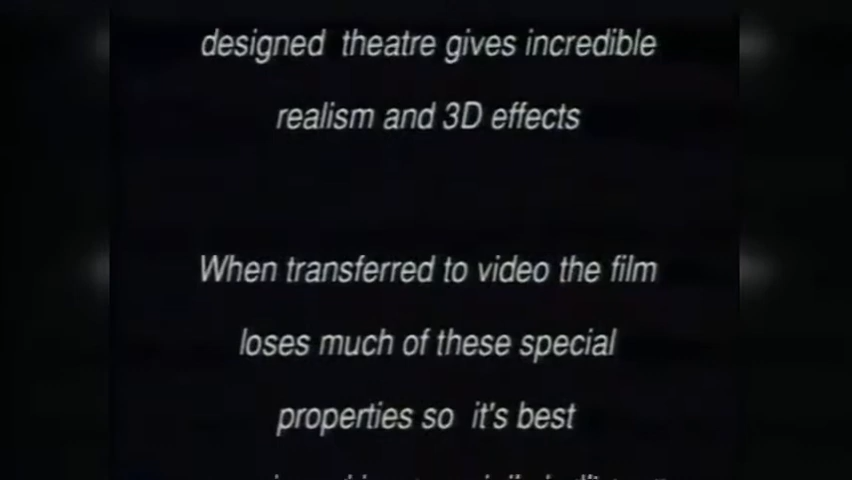 designed theatre gives incredible
realism and 3D effects
When transferred to video the film
loses much of these special
properties so it's best